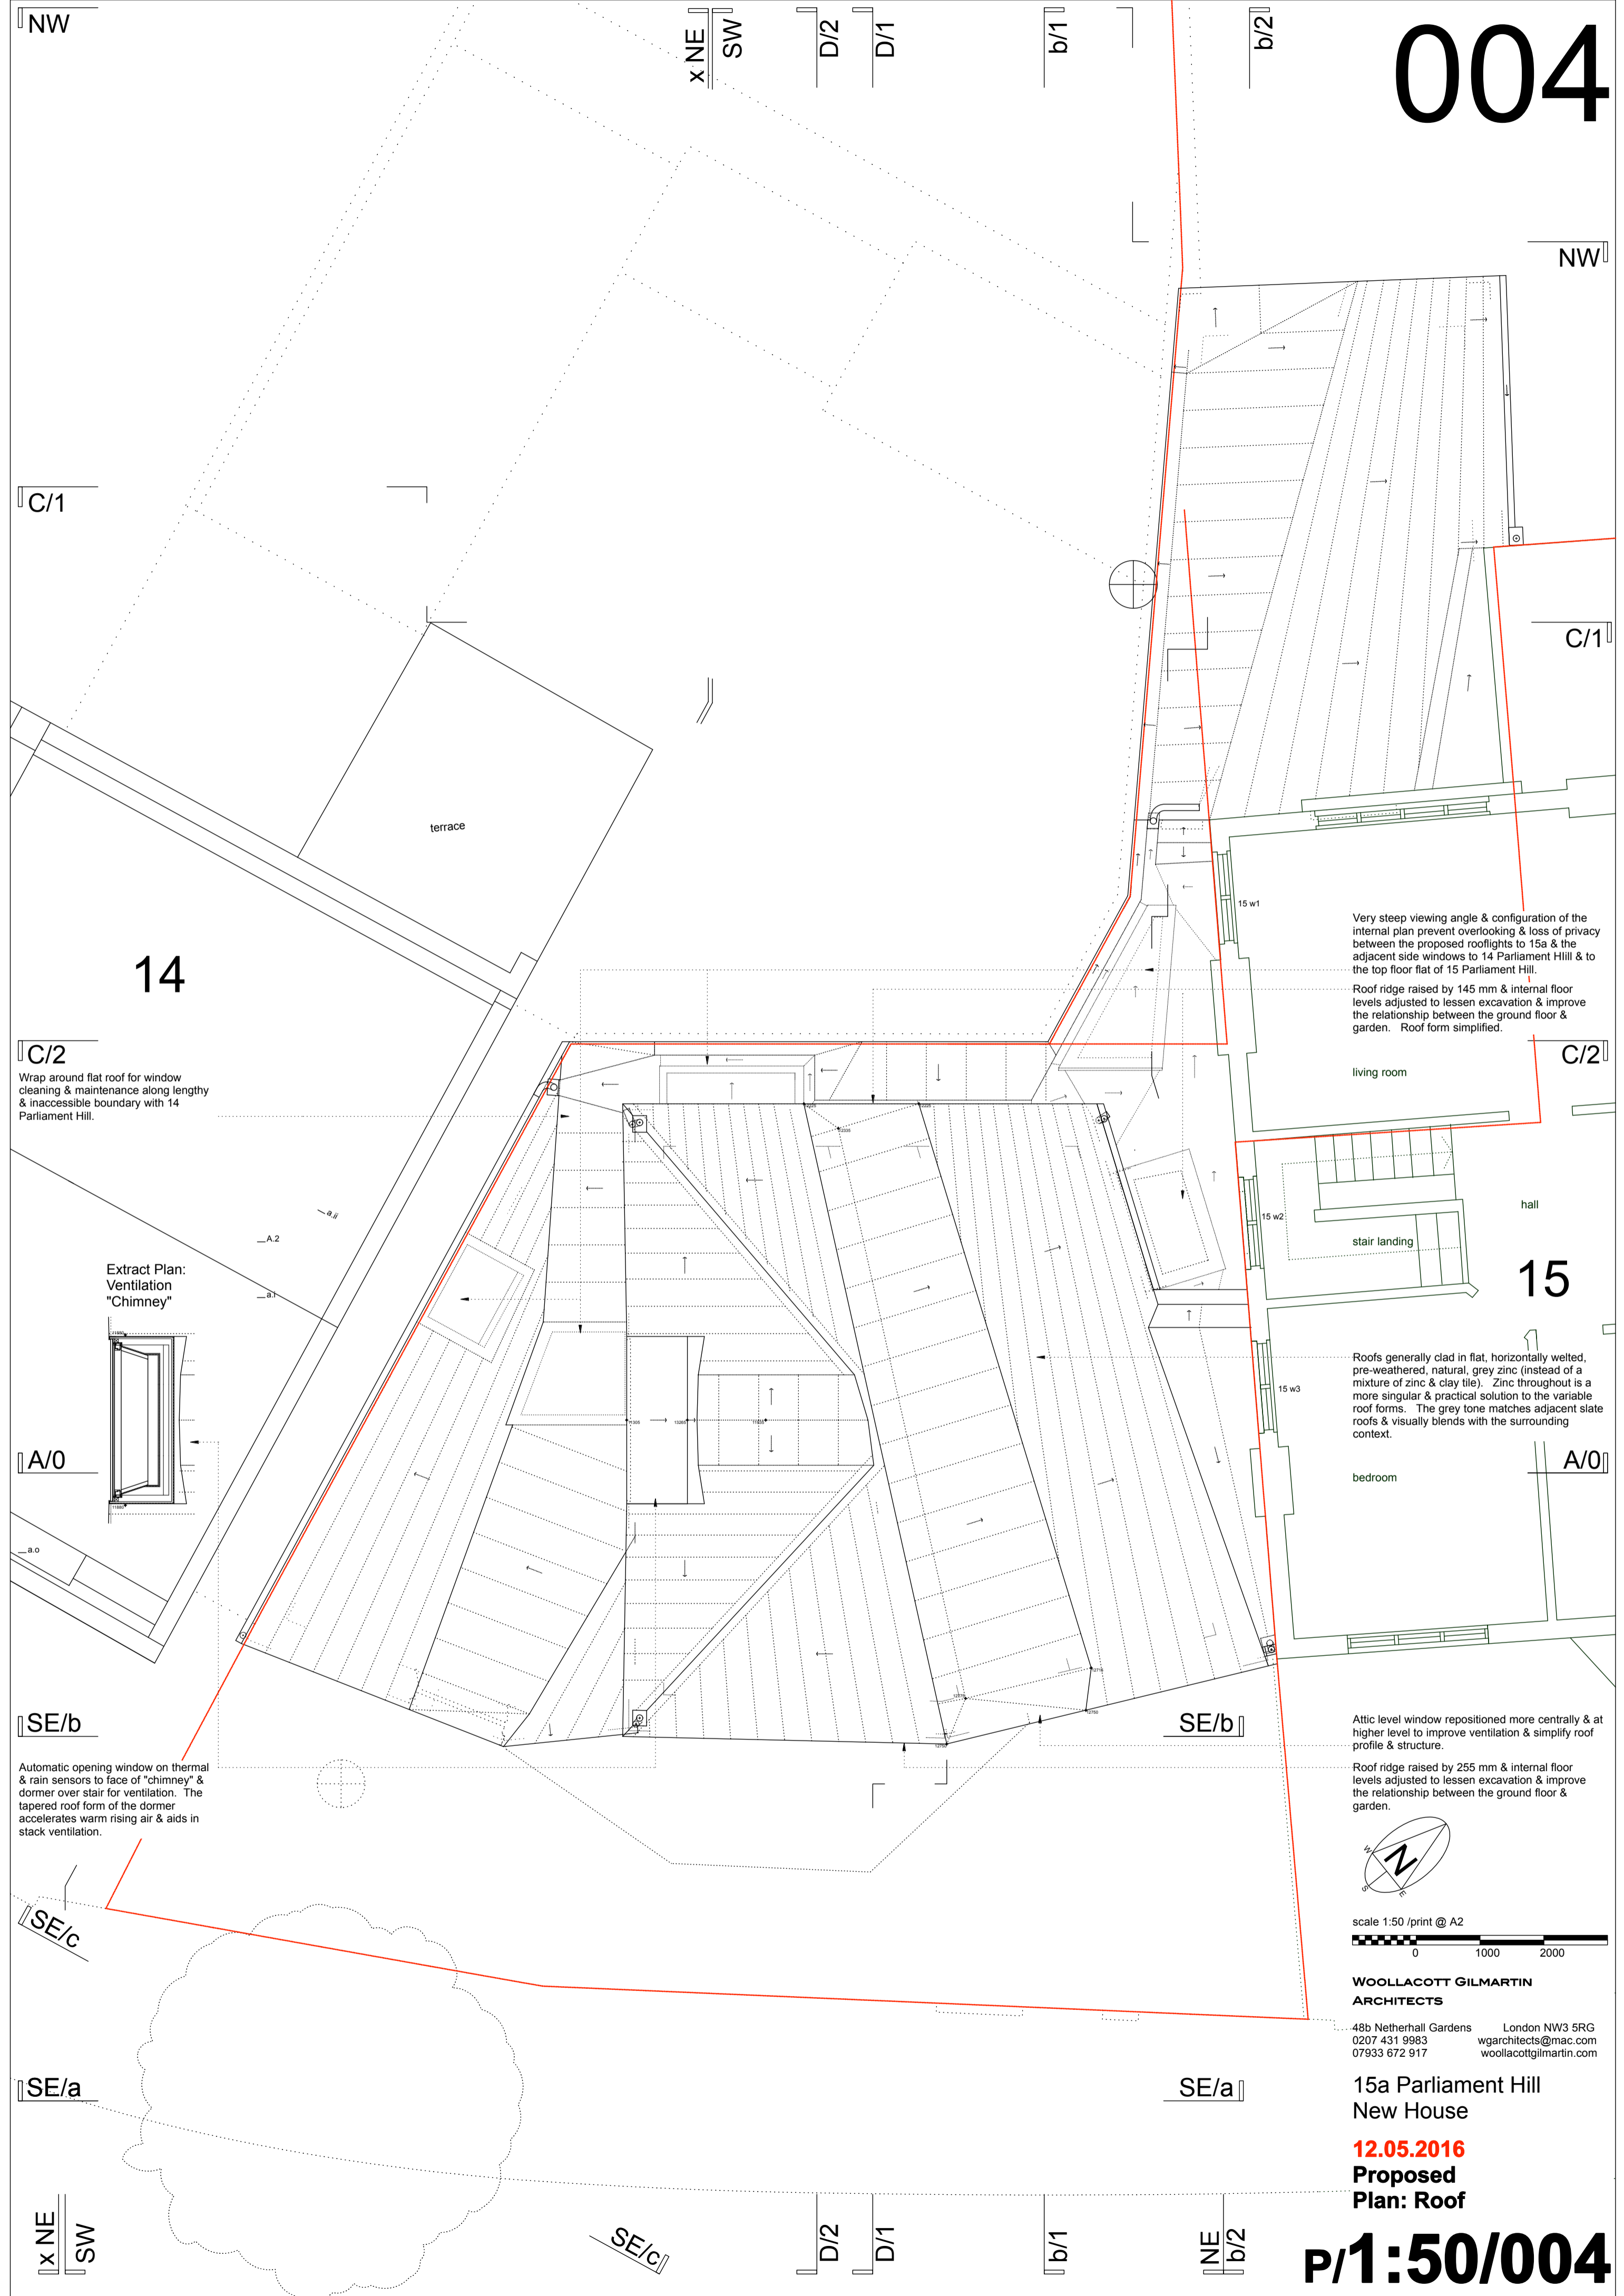 NW
x NE
SW
D/2
D/1
b/1
b/2
004
NW
C/1
C/1
terrace
14
15 w1
Very steep viewing angle & configuration of the
internal plan prevent overlooking & loss of privacy
between the proposed rooflights to 15a & the
adjacent side windows to 14 Parliament HIill & to
the top floor flat of 15 Parliament Hill.
Roof ridge raised by 145 mm & internal floor
levels adjusted to lessen excavation & improve
the relationship between the ground floor &
garden.   Roof form simplified.
C/2
C/2
Wrap around flat roof for window
cleaning & maintenance along lengthy
& inaccessible boundary with 14
Parliament Hill.
living room
a.ii
A.2
a.i
15 w2
hall
stair landing
15
Extract Plan:
Ventilation
"Chimney"
15 w3
Roofs generally clad in flat, horizontally welted,
pre-weathered, natural, grey zinc (instead of a
mixture of zinc & clay tile).   Zinc throughout is a
more singular & practical solution to the variable
roof forms.   The grey tone matches adjacent slate
roofs & visually blends with the surrounding
context.
A/0
A/0
bedroom
a.o
SE/b
SE/b
Automatic opening window on thermal
& rain sensors to face of "chimney" &
dormer over stair for ventilation.  The
tapered roof form of the dormer
accelerates warm rising air & aids in
stack ventilation.
Attic level window repositioned more centrally & at
higher level to improve ventilation & simplify roof
profile & structure.
Roof ridge raised by 255 mm & internal floor
levels adjusted to lessen excavation & improve
the relationship between the ground floor &
garden.
W
N
S
E
SE/c
scale 1:50 /print @ A2
0 1000 2000
WOOLLACOTT GILMARTIN
ARCHITECTS
48b Netherhall Gardens London NW3 5RG
0207 431 9983 wgarchitects@mac.com
07933 672 917 woollacottgilmartin.com
SE/a
SE/a
15a Parliament Hill
New House
12.05.2016
Proposed
Plan: Roof
x NE
SW
SE/c
D/2
D/1
b/1
NE
b/2
P/1:50/004